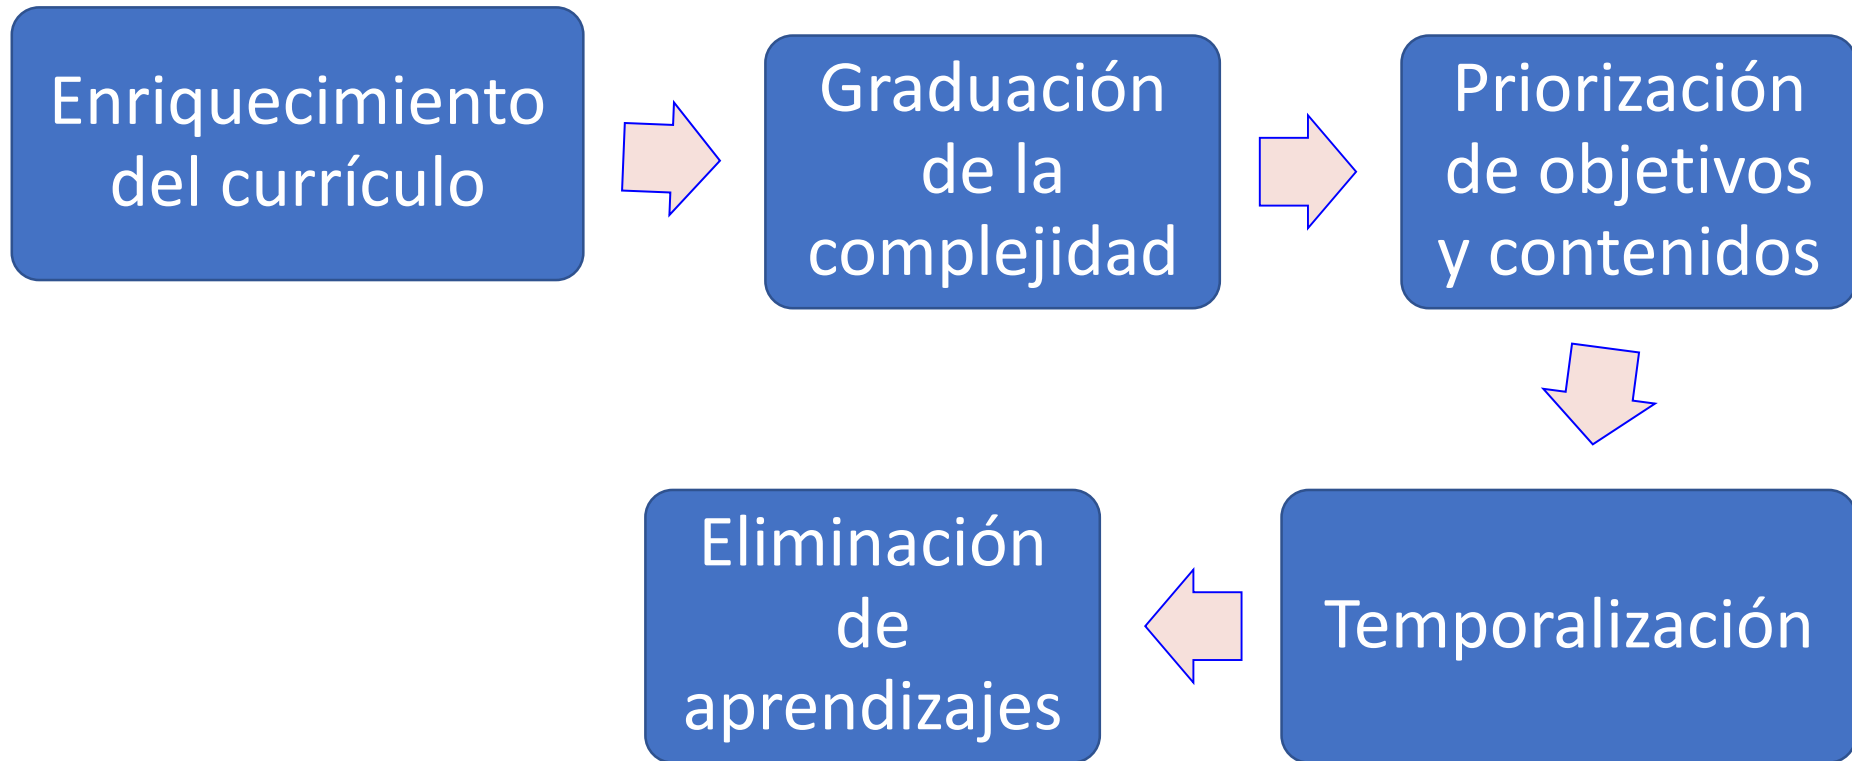 Enriquecimiento
del currículo
Graduación
de la
complejidad
Priorización
de objetivos
y contenidos
Temporalización
Eliminación
de
aprendizajes